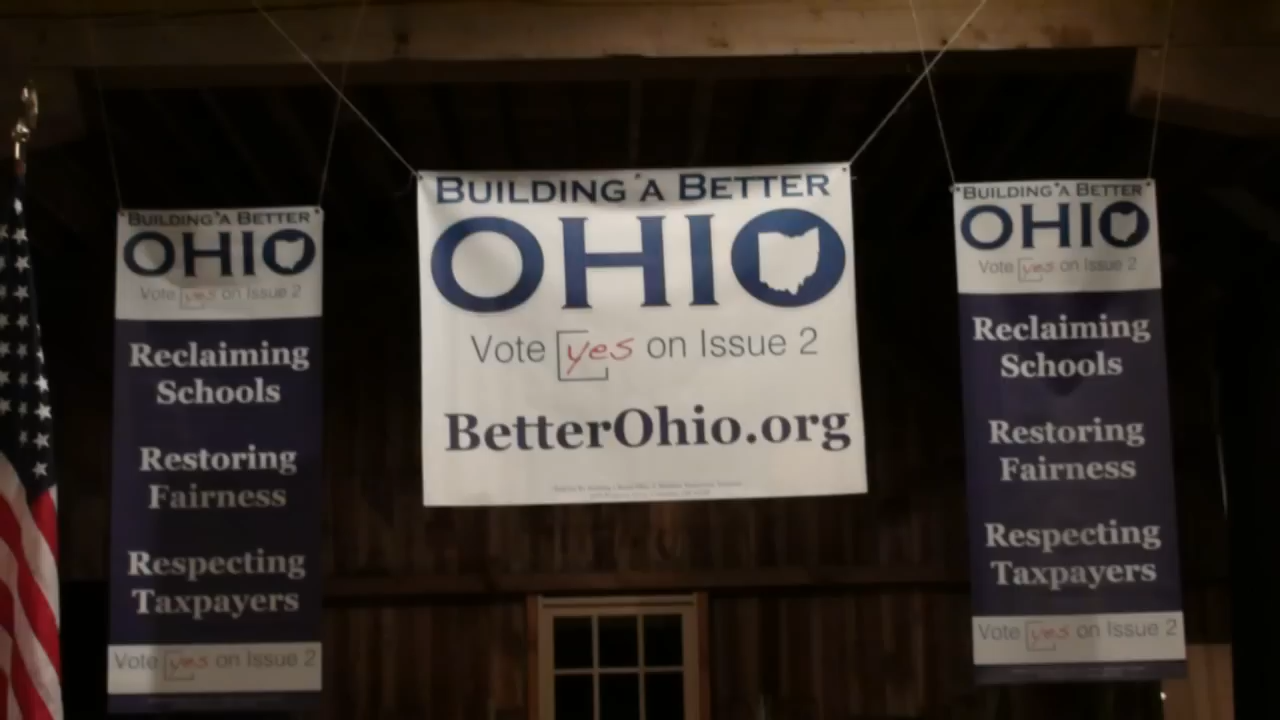 BUILDING A BETTER
OHIO
Vote yes on Issue 2
Reclaiming
Schools
Restoring
Fairness
Respecting
Taxpayers
Vote yes on Issue 2
BUILDING A BETTER
OHIO
Vote yes on Issue 2
BetterOhio.org
BUILDING A BETTER
OHIO
Vote yes on Issue 2
Reclaiming
Schools
Restoring
Fairness
Respecting
Taxpayers
Vote yes on Issue 2